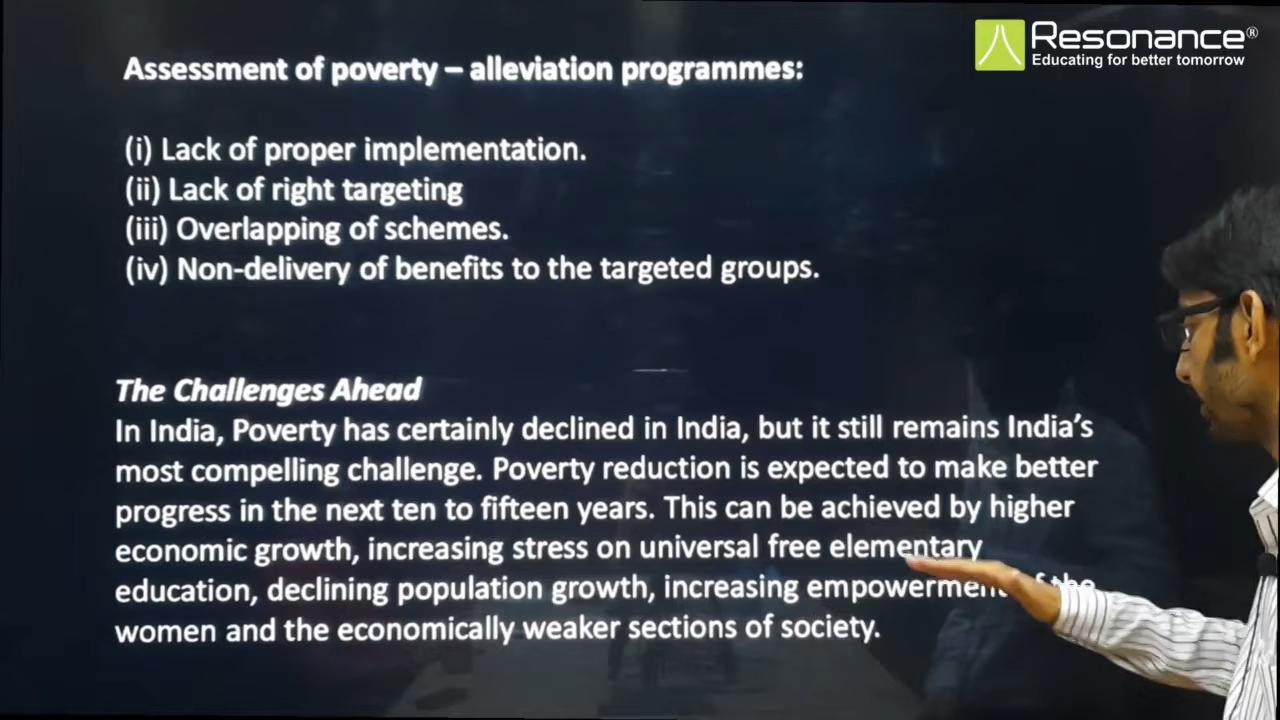 Resonance®
Educating for better tomorrow
Assessment of poverty – alleviation programmes:
(i) Lack of proper implementation.
(ii) Lack of right targeting
(iii) Overlapping of schemes.
(iv) Non-delivery of benefits to the targeted groups.
The Challenges Ahead
In India, Poverty has certainly declined in India, but it still remains India's
most compelling challenge. Poverty reduction is expected to make better
progress in the next ten to fifteen years. This can be achieved by higher
economic growth, increasing stress on universal free elementary
education, declining population growth, increasing empowerment of the
women and the economically weaker sections of society.